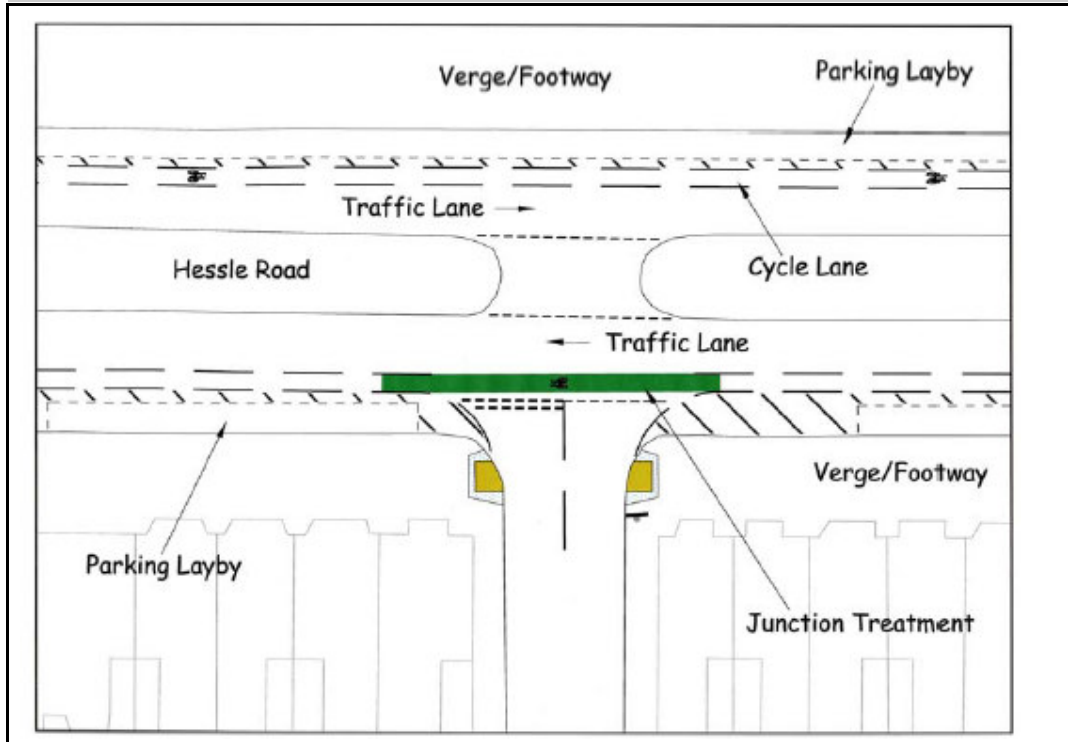 Verge/Footway
Parking Layby
Traffic Lane
Hessle Road
Cycle Lane
Traffic Lane
Verge/Footway
Parking Layby
Junction Treatment